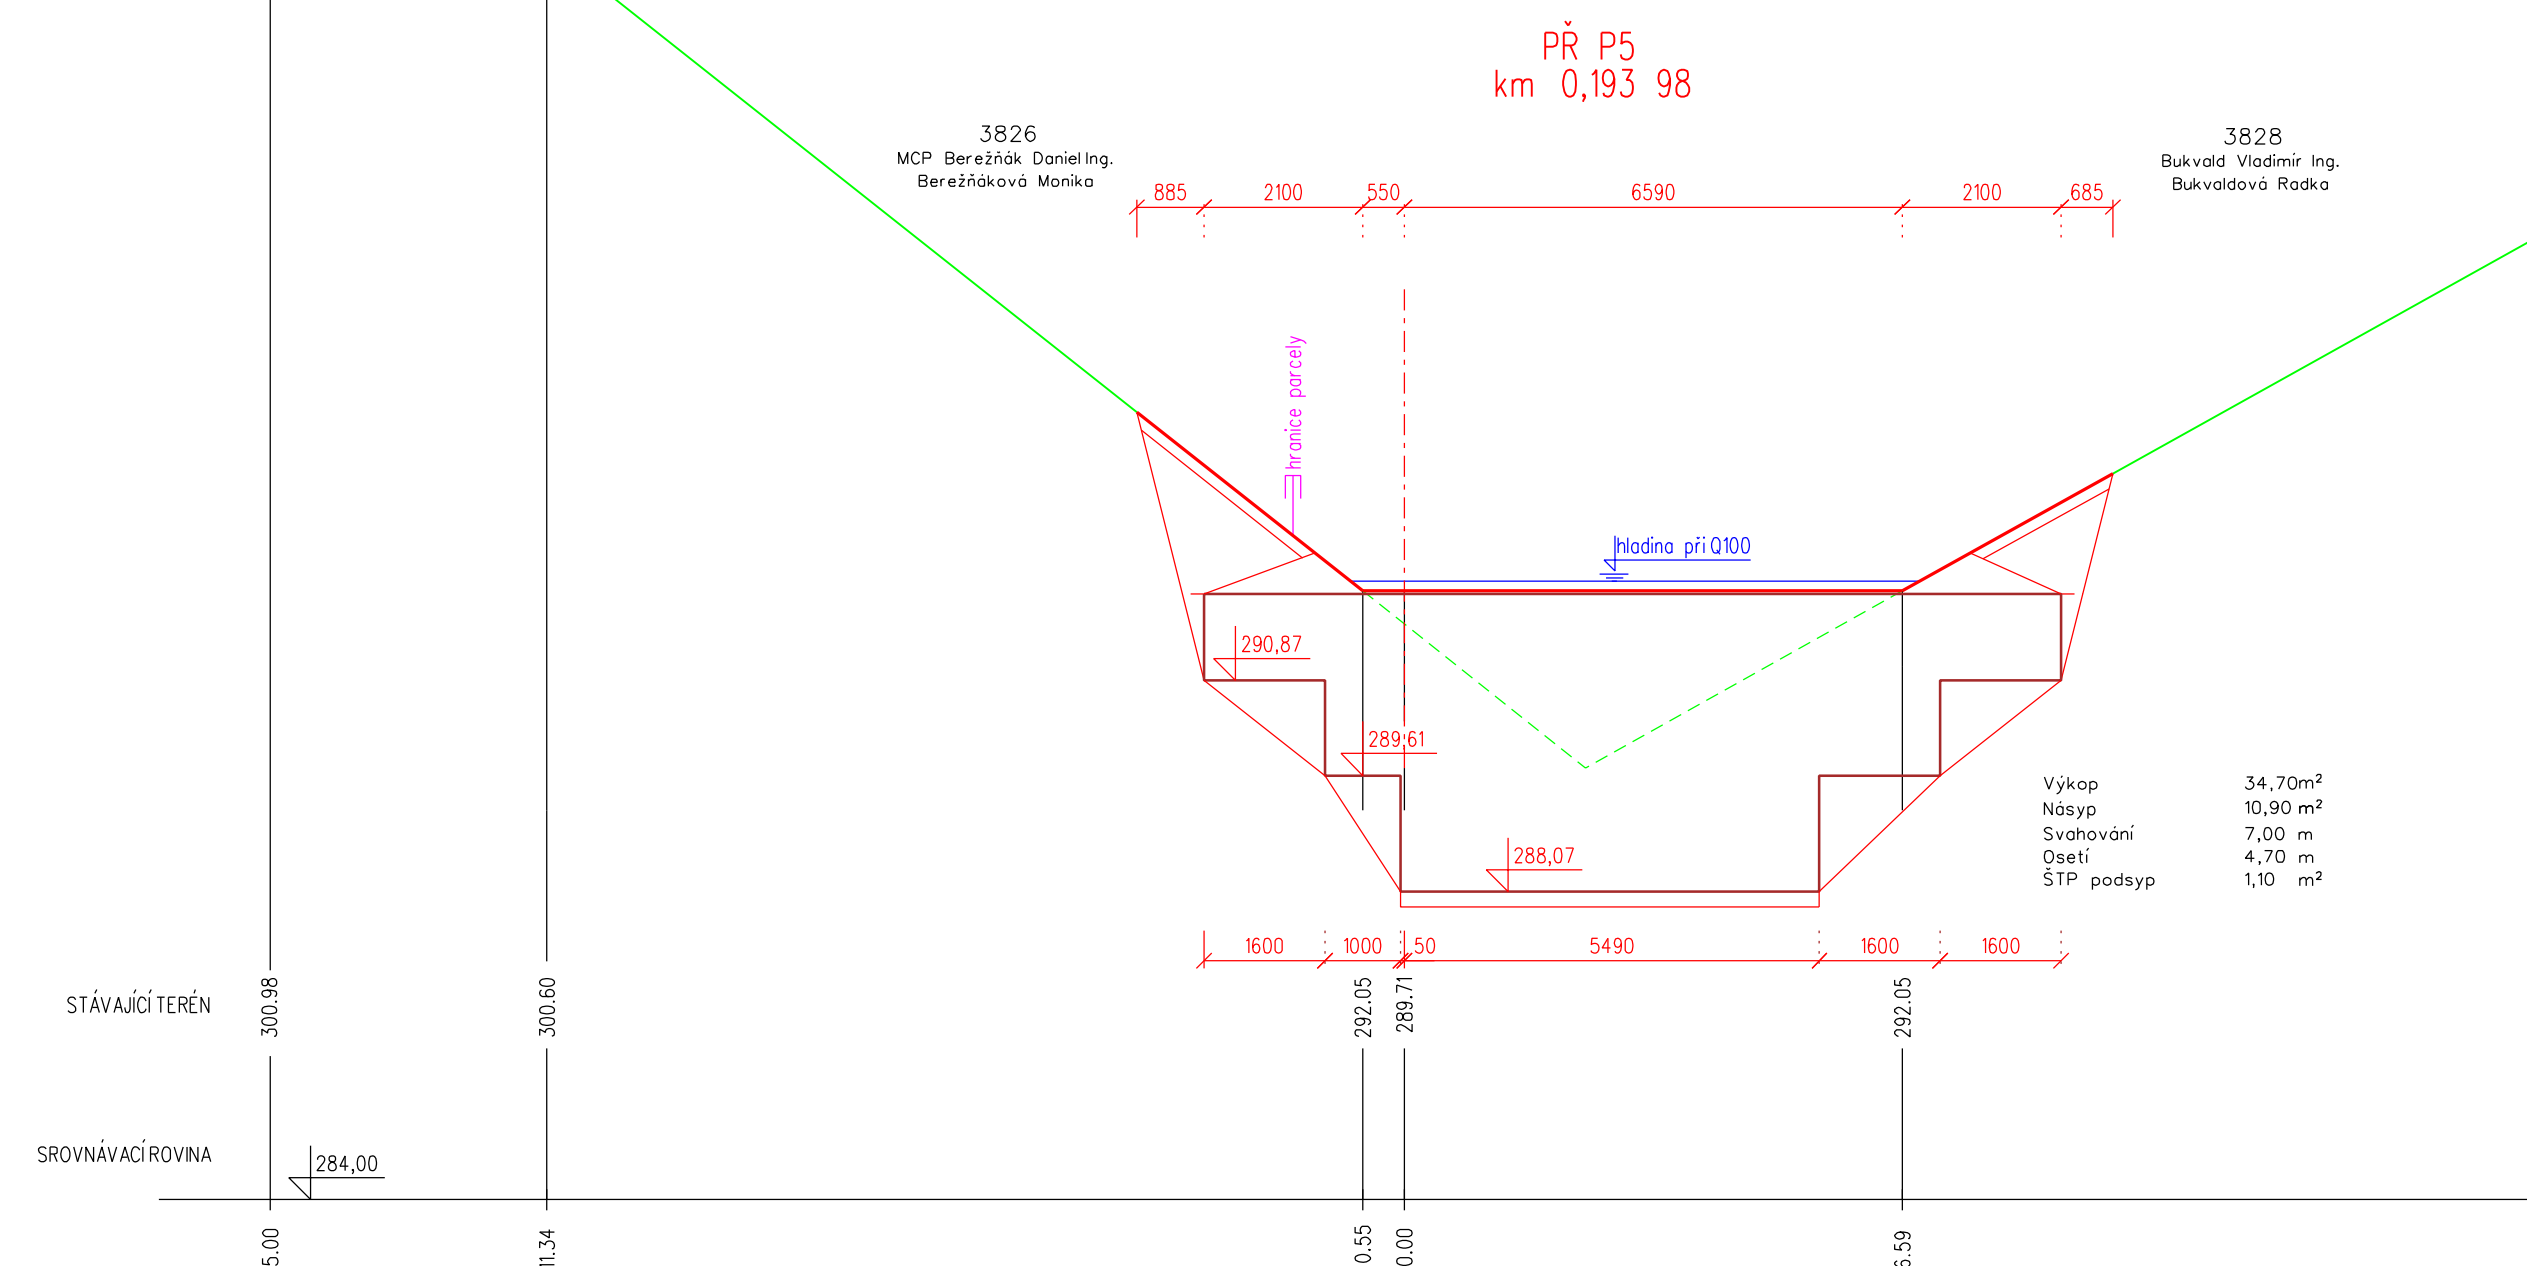 PŘ P5
km 0,193 98
3826
MCP Berežňák Daniel Ing.
Berežňáková Monika
3828
Bukvald Vladimír Ing.
Bukvaldová Radka
885 2100 550 6590 2100 685
hranice parcely
hladina při Q100
290,87
289,61
288,07
Výkop 34,70m²
Násyp 10,90 m²
Svahování 7,00 m
Osetí 4,70 m
ŠTP podsyp 1,10 m²
1600 1000 50 5490 1600 1600
STÁVAJÍCÍ TERÉN 300.98 300.60 292.05 289.71 292.05
SROVNÁVACÍ ROVINA
284,00
5.00 11.34 0.55 0.00 6.59